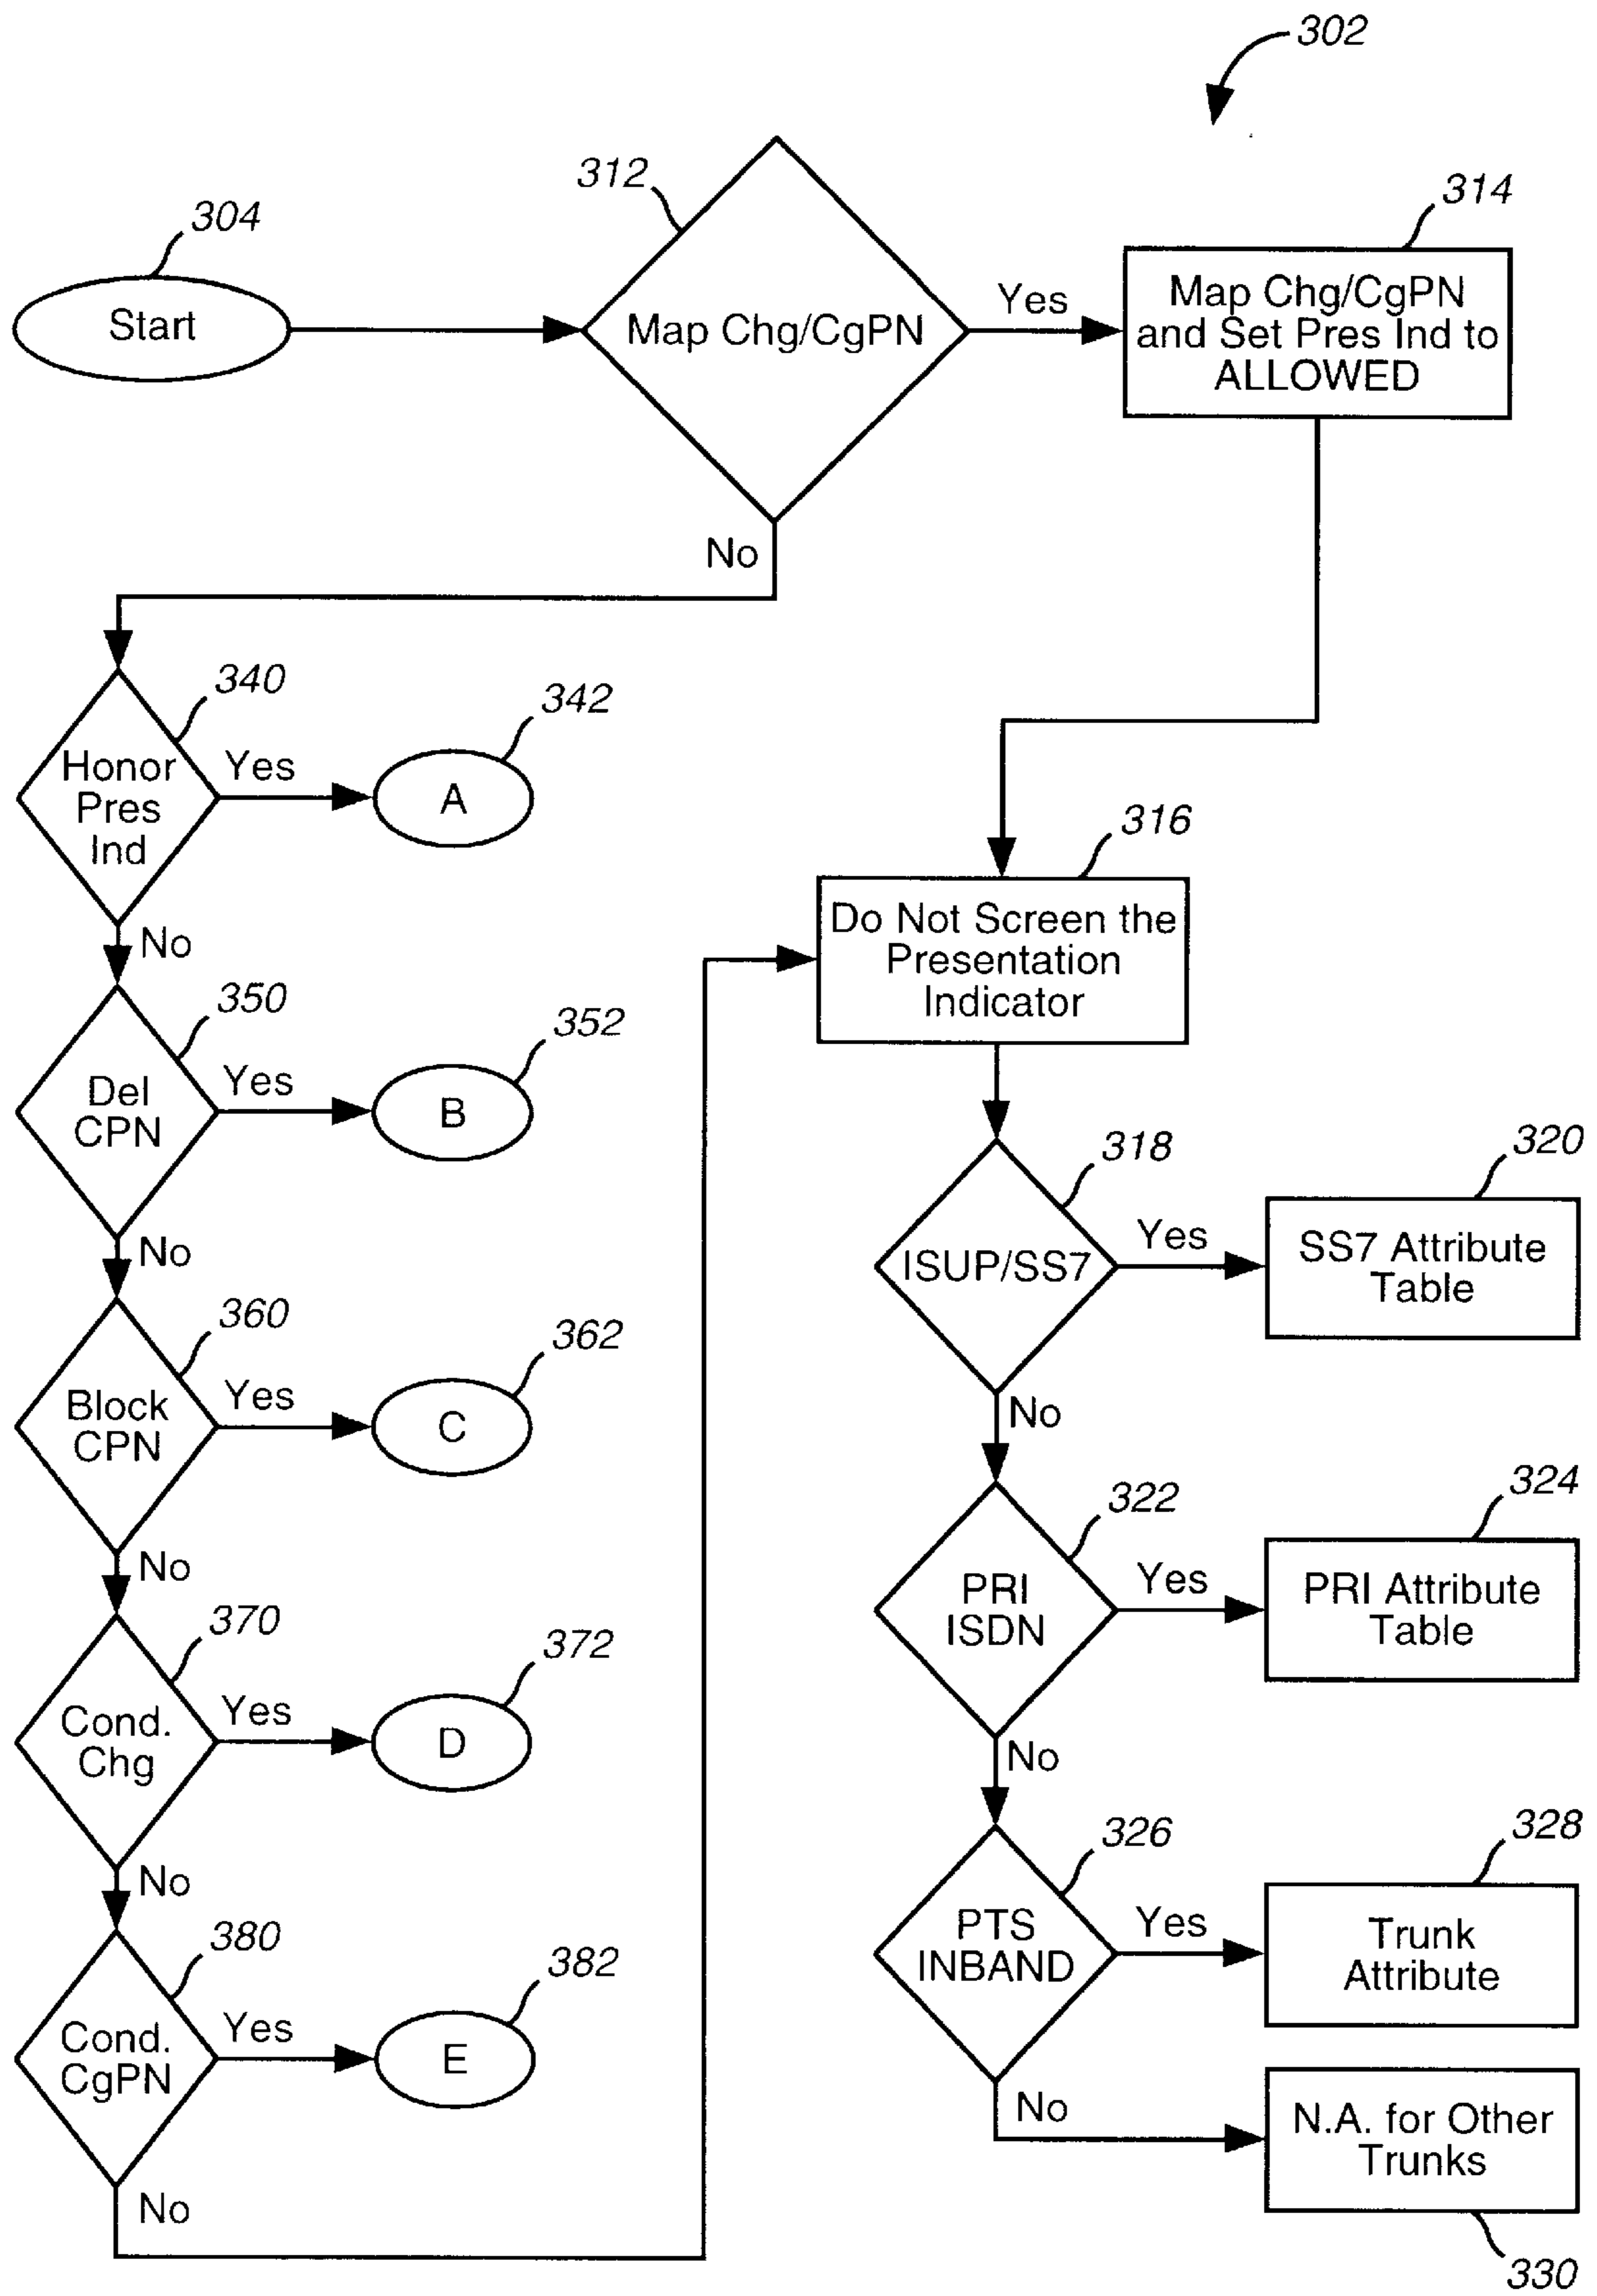 302
312
314
304
Start
Map Chg/CgPN
Yes
Map Chg/CgPN
and Set Pres Ind to
ALLOWED
No
340
342
Honor
Pres
Ind
Yes
A
No
316
Do Not Screen the
Presentation
Indicator
350
352
Del
CPN
Yes
B
No
318
320
ISUP/SS7
Yes
SS7 Attribute
Table
No
360
362
Block
CPN
Yes
C
No
322
324
PRI
ISDN
Yes
PRI Attribute
Table
No
370
372
Cond.
Chg
Yes
D
No
326
328
PTS
INBAND
Yes
Trunk
Attribute
No
380
382
Cond.
CgPN
Yes
E
No
N.A. for Other
Trunks
330